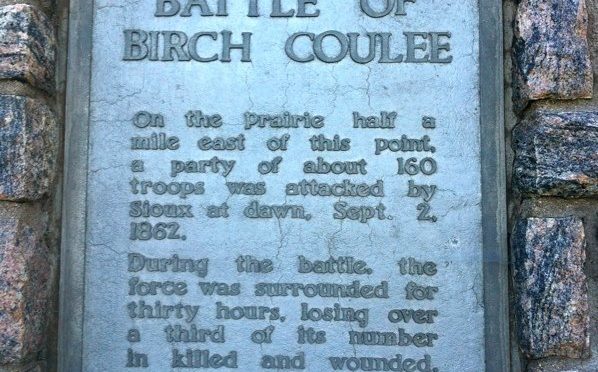 BATTLE OF
BIRCH COULEE
On the prairie half a
mile east of this point,
a party of about 160
troops was attacked by
Sioux at dawn, Sept. 2,
1862.
During the battle, the
force was surrounded for
thirty hours, losing over
a third of its number
in killed and wounded,